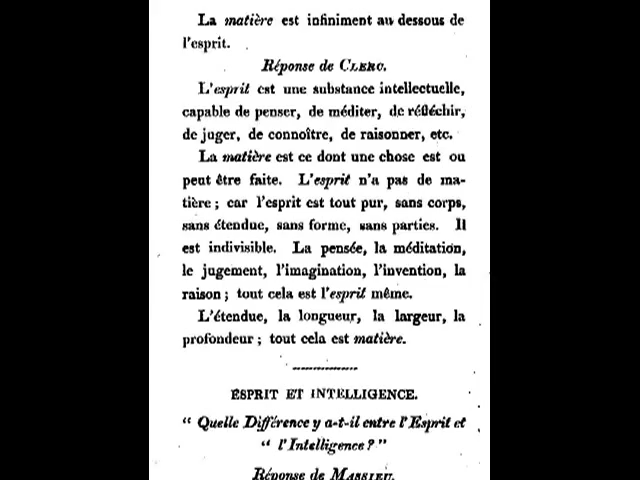 La matière est infiniment au dessous de
l'esprit.
Réponse de CLERC.
L'esprit est une substance intellectuelle,
capable de penser, de méditer, de réfléchir,
de juger, de connoître, de raisonner, etc.
La matière est ce dont une chose est ou
peut être faite. L'esprit n'a pas de ma-
tière ; car l'esprit est tout pur, sans corps,
sans étendue, sans forme, sans parties. Il
est indivisible. La pensée, la méditation,
le jugement, l'imagination, l'invention, la
raison ; tout cela est l'esprit même.
L'étendue, la longueur, la largeur, la
profondeur ; tout cela est matière.
ESPRIT ET INTELLIGENCE.
“ Quelle Différence y a-t-il entre l'Esprit et
“ l'Intelligence ? ”
Réponse de MASSIEU.